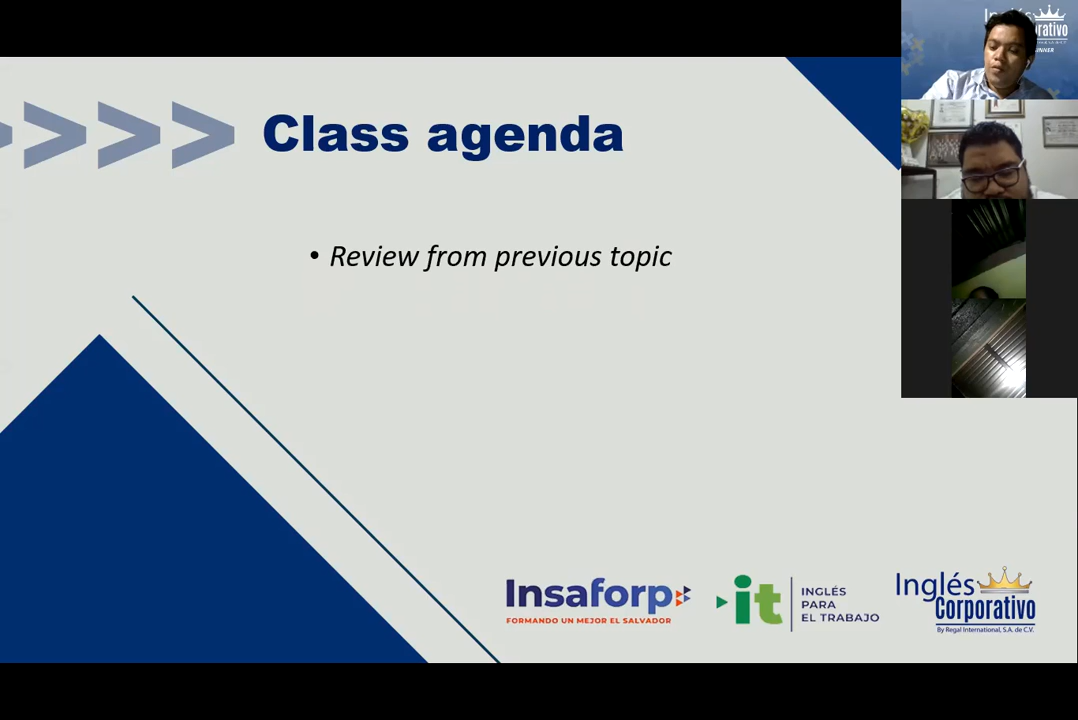 >>>> Class agenda
• Review from previous topic
Insaforp
FORMANDO UN MEJOR EL SALVADOR
it
INGLÉS
PARA
EL TRABAJO
Inglés
Corporativo
By Regal International, S.A. de C.V.